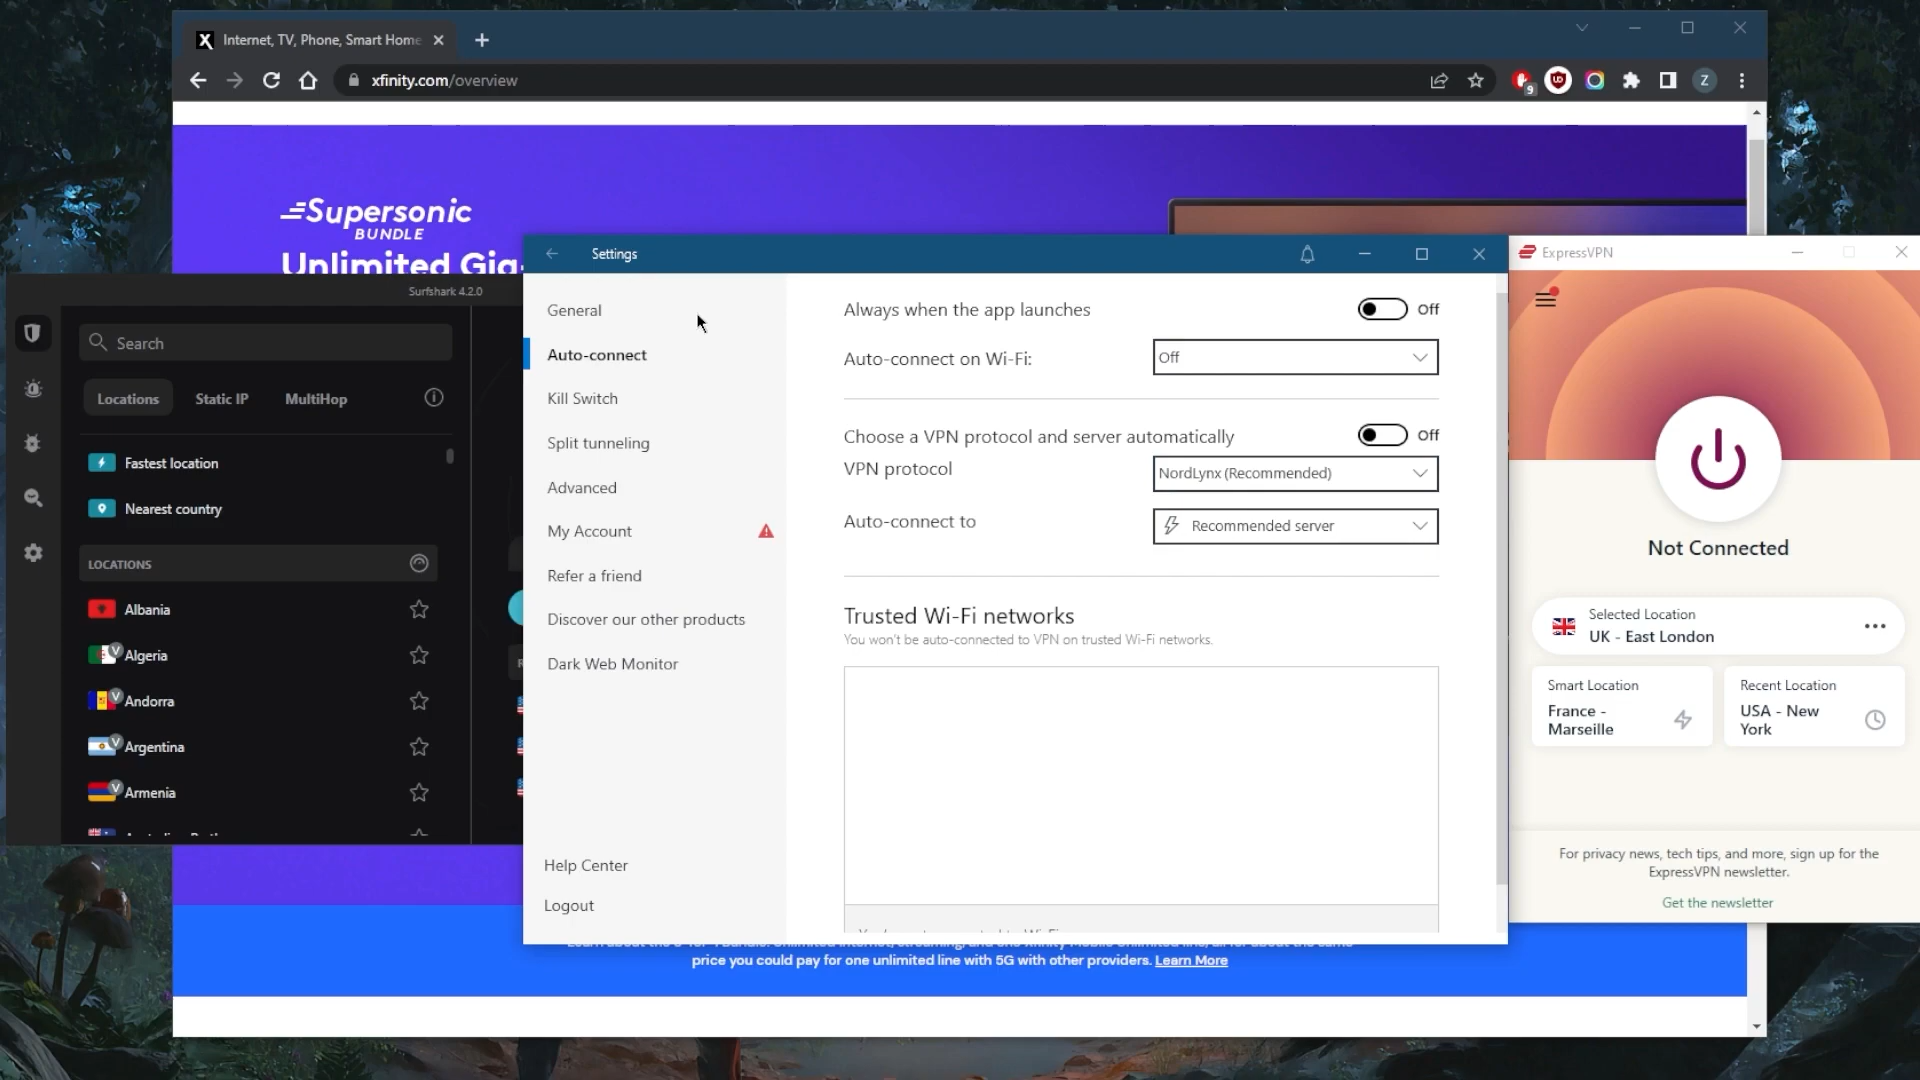 Internet, TV, Phone, Smart Home
xfinity.com/overview
9
Z
Supersonic
BUNDLE
Unlimited Gig-
Surfshark 4.2.0
Search
Locations
Static IP
MultiHop
Fastest location
Nearest country
LOCATIONS
Albania
Algeria
Andorra
Argentina
Armenia
Settings
General
Auto-connect
Kill Switch
Split tunneling
Advanced
My Account
Refer a friend
Discover our other products
Dark Web Monitor
Help Center
Logout
Always when the app launches
Off
Auto-connect on Wi-Fi:
Off
Choose a VPN protocol and server automatically
Off
VPN protocol
NordLynx (Recommended)
Auto-connect to
Recommended server
Trusted Wi-Fi networks
You won't be auto-connected to VPN on trusted Wi-Fi networks.
ExpressVPN
Not Connected
Selected Location
UK - East London
Smart Location
France -
Marseille
Recent Location
USA - New
York
For privacy news, tech tips, and more, sign up for the
ExpressVPN newsletter.
Get the newsletter
price you could pay for one unlimited line with 5G with other providers. Learn More